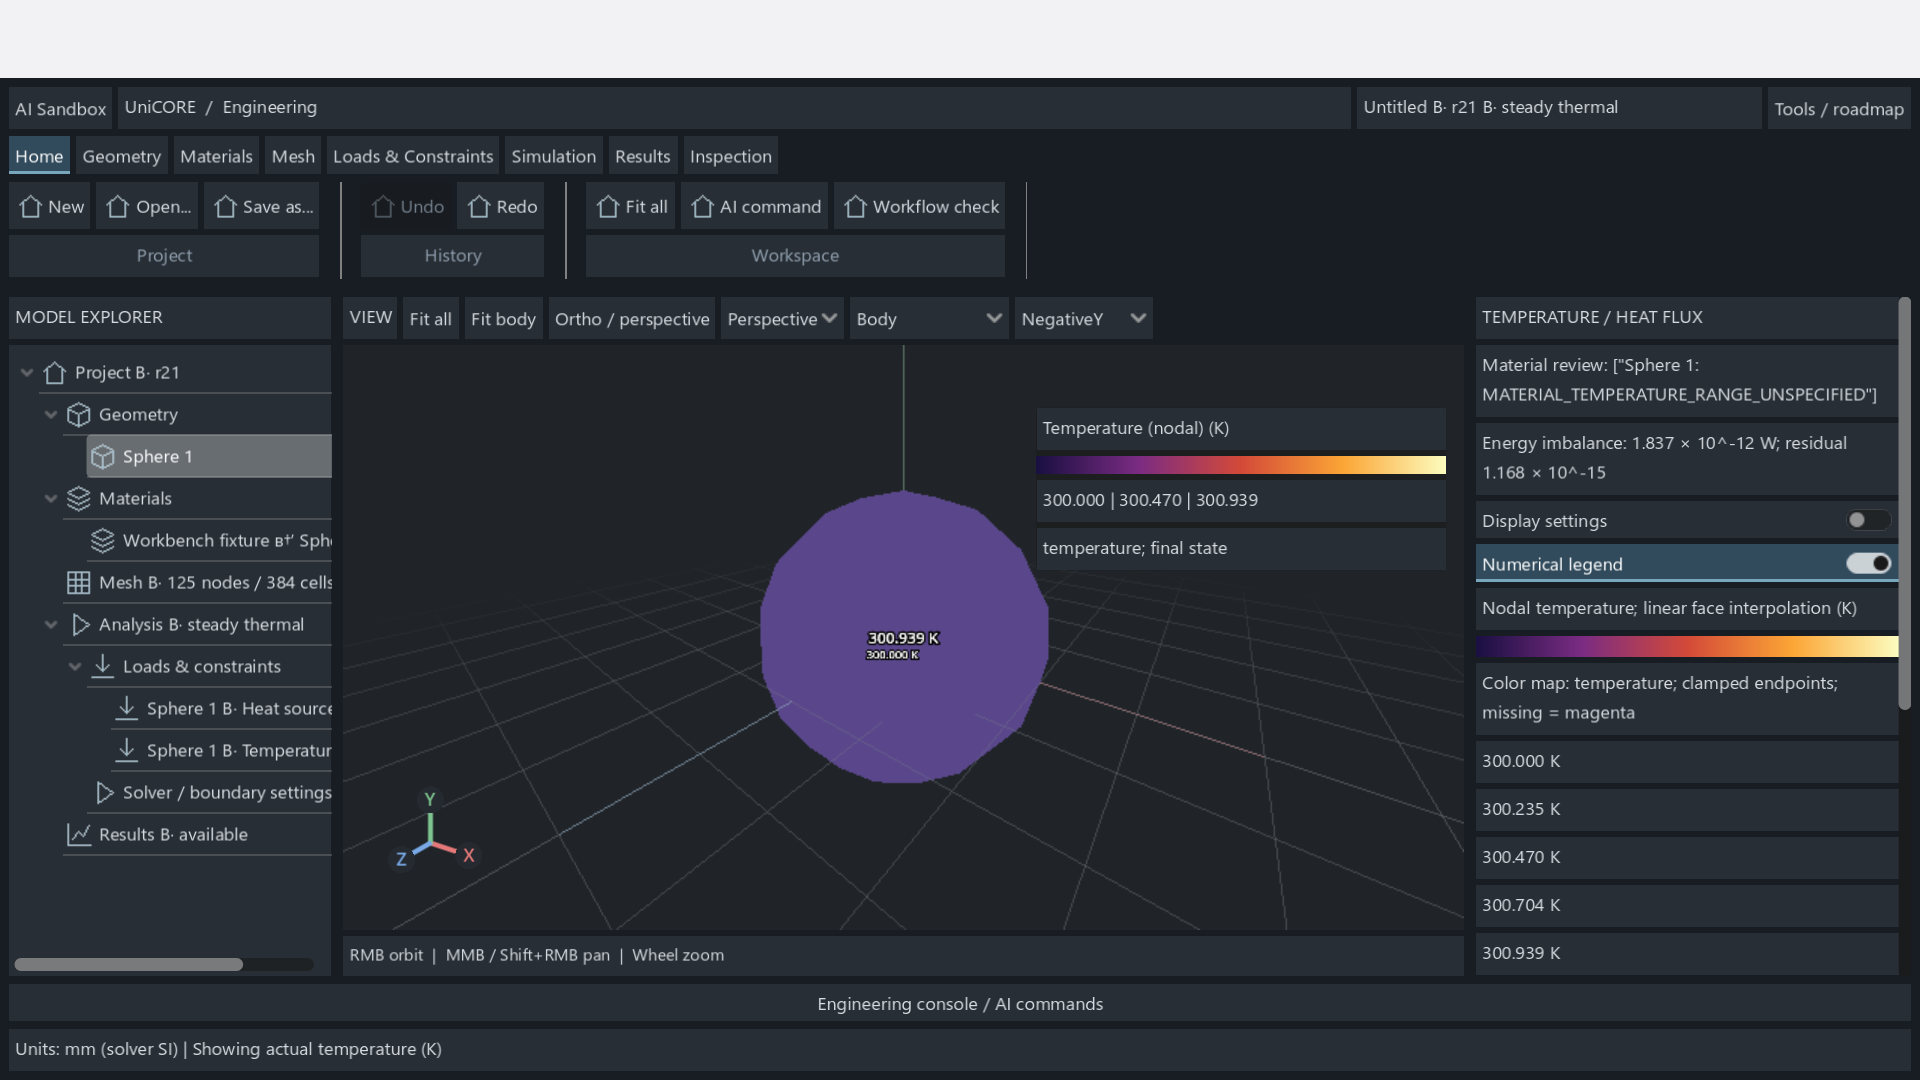 AI Sandbox
UniCORE / Engineering
Untitled В· r21 В· steady thermal
Tools / roadmap
Home
Geometry
Materials
Mesh
Loads & Constraints
Simulation
Results
Inspection
New
Open...
Save as...
Undo
Redo
Fit all
AI command
Workflow check
Project
History
Workspace
MODEL EXPLORER
Project В· r21
Geometry
Sphere 1
Materials
Workbench fixture в†’ Sphe
Mesh В· 125 nodes / 384 cells
Analysis В· steady thermal
Loads & constraints
Sphere 1 В· Heat source
Sphere 1 В· Temperatur
Solver / boundary settings
Results В· available
VIEW
Fit all
Fit body
Ortho / perspective
Perspective
Body
NegativeY
Temperature (nodal) (K)
300.000 | 300.470 | 300.939
temperature; final state
300.939 K
300.000 K
Y
Z
X
RMB orbit | MMB / Shift+RMB pan | Wheel zoom
TEMPERATURE / HEAT FLUX
Material review: ["Sphere 1:
MATERIAL_TEMPERATURE_RANGE_UNSPECIFIED"]
Energy imbalance: 1.837 × 10^-12 W; residual
1.168 × 10^-15
Display settings
Numerical legend
Nodal temperature; linear face interpolation (K)
Color map: temperature; clamped endpoints;
missing = magenta
300.000 K
300.235 K
300.470 K
300.704 K
300.939 K
Engineering console / AI commands
Units: mm (solver SI) | Showing actual temperature (K)